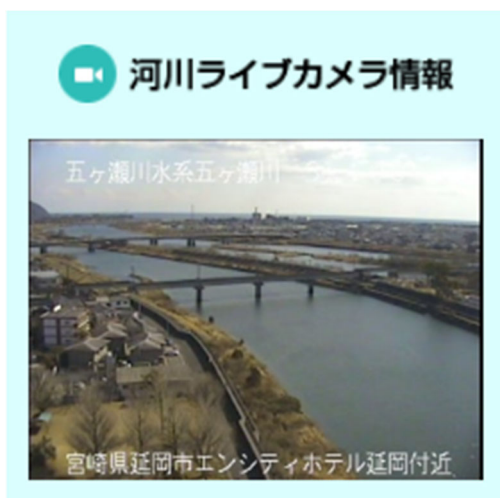 河川ライブカメラ情報
五ヶ瀬川水系五ヶ瀬川
宮崎県延岡市エンシティホテル延岡付近